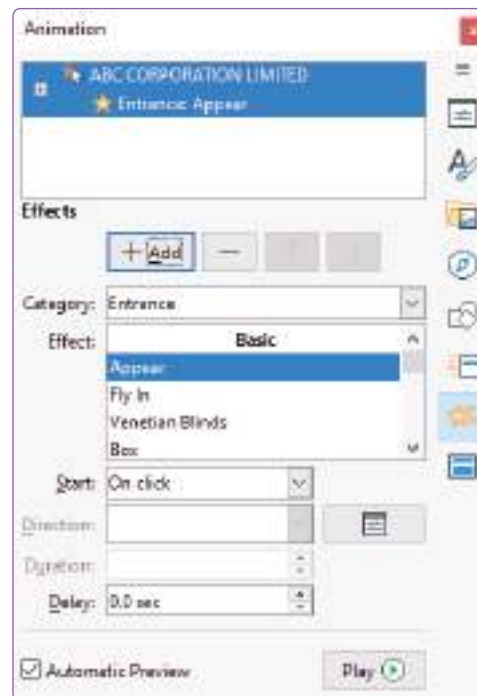 Animation
ABC CORPORATION LIMITED
Entrance: Appear
Effects
Add
Category: Entrance
Effect: Basic
Appear
Fly In
Venetian Blinds
Box
Start: On click
Direction:
Duration:
Delay: 0.0 sec
Automatic Preview Play